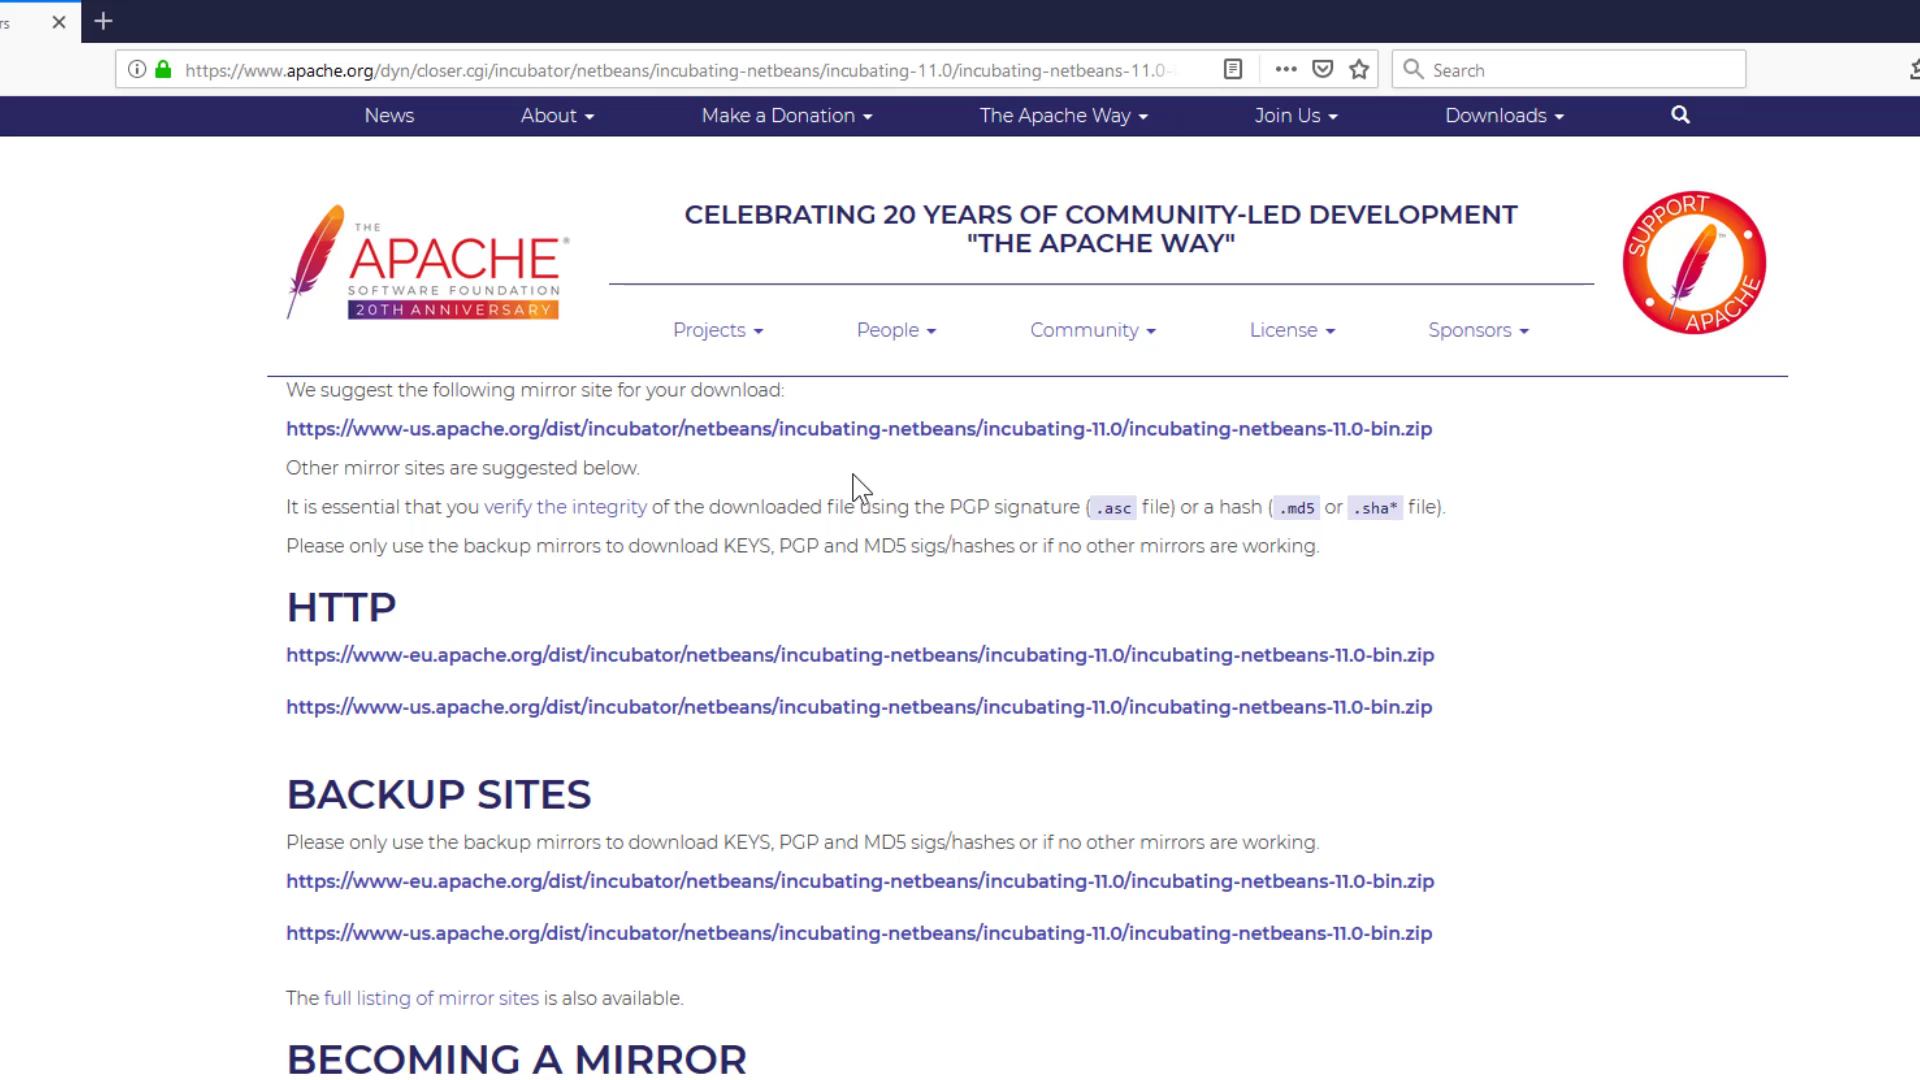 rs
https://www.apache.org/dyn/closer.cgi/incubator/netbeans/incubating-netbeans/incubating-11.0/incubating-netbeans-11.0-
Search
News About Make a Donation The Apache Way Join Us Downloads
THE
APACHE®
SOFTWARE FOUNDATION
20TH ANNIVERSARY
CELEBRATING 20 YEARS OF COMMUNITY-LED DEVELOPMENT
"THE APACHE WAY"
SUPPORT
APACHE
Projects People Community License Sponsors
We suggest the following mirror site for your download:
https://www-us.apache.org/dist/incubator/netbeans/incubating-netbeans/incubating-11.0/incubating-netbeans-11.0-bin.zip
Other mirror sites are suggested below.
It is essential that you verify the integrity of the downloaded file using the PGP signature ( .asc file) or a hash ( .md5 or .sha* file).
Please only use the backup mirrors to download KEYS, PGP and MD5 sigs/hashes or if no other mirrors are working.
HTTP
https://www-eu.apache.org/dist/incubator/netbeans/incubating-netbeans/incubating-11.0/incubating-netbeans-11.0-bin.zip
https://www-us.apache.org/dist/incubator/netbeans/incubating-netbeans/incubating-11.0/incubating-netbeans-11.0-bin.zip
BACKUP SITES
Please only use the backup mirrors to download KEYS, PGP and MD5 sigs/hashes or if no other mirrors are working.
https://www-eu.apache.org/dist/incubator/netbeans/incubating-netbeans/incubating-11.0/incubating-netbeans-11.0-bin.zip
https://www-us.apache.org/dist/incubator/netbeans/incubating-netbeans/incubating-11.0/incubating-netbeans-11.0-bin.zip
The full listing of mirror sites is also available.
BECOMING A MIRROR